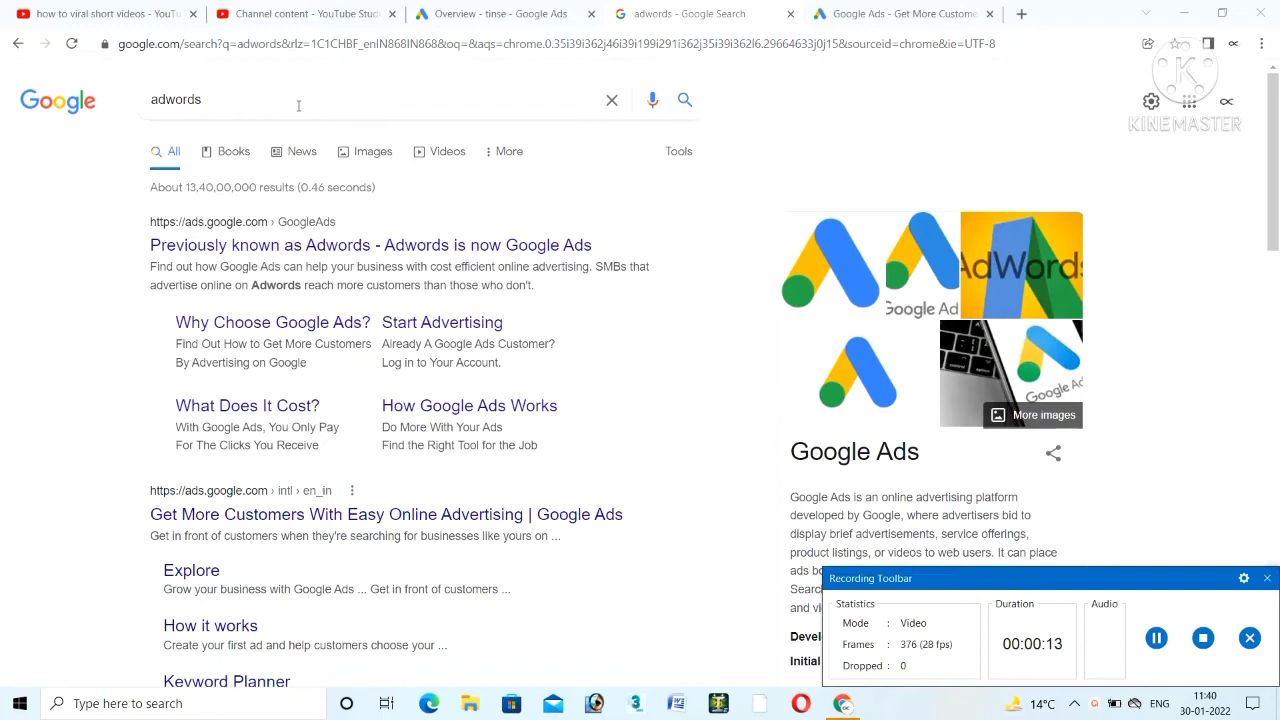 how to viral short videos - YouTu
Channel content - YouTube Studi
Overview - tinse - Google Ads
adwords - Google Search
Google Ads - Get More Custome
google.com/search?q=adwords&rlz=1C1CHBF_enIN868IN868&oq=&aqs=chrome.0.35i39i362j46i39i199i291i362j35i39i362l6.29664633j0j15&sourceid=chrome&ie=UTF-8
K
KINEMASTER
Google
adwords
All
Books
News
Images
Videos
More
Tools
About 13,40,00,000 results (0.46 seconds)
https://ads.google.com › GoogleAds
Previously known as Adwords - Adwords is now Google Ads
Find out how Google Ads can help your business with cost efficient online advertising. SMBs that
advertise online on Adwords reach more customers than those who don't.
Why Choose Google Ads?
Find Out How to Get More Customers
By Advertising on Google
Start Advertising
Already A Google Ads Customer?
Log in to Your Account.
What Does It Cost?
With Google Ads, You Only Pay
For The Clicks You Receive
How Google Ads Works
Do More With Your Ads
Find the Right Tool for the Job
https://ads.google.com › intl › en_in
Get More Customers With Easy Online Advertising | Google Ads
Get in front of customers when they're searching for businesses like yours on ...
Explore
Grow your business with Google Ads ... Get in front of customers ...
How it works
Create your first ad and help customers choose your ...
Keyword Planner
Google Ad
AdWords
Google Ad
More images
Google Ads
Google Ads is an online advertising platform
developed by Google, where advertisers bid to
display brief advertisements, service offerings,
product listings, or videos to web users. It can place
ads bo
Searc
and vi
Develo
Initial
Recording Toolbar
Statistics
Mode : Video
Frames : 376 (28 fps)
Dropped : 0
Duration
00:00:13
Audio
Type here to search
14°C
ENG
11:40
30-01-2022